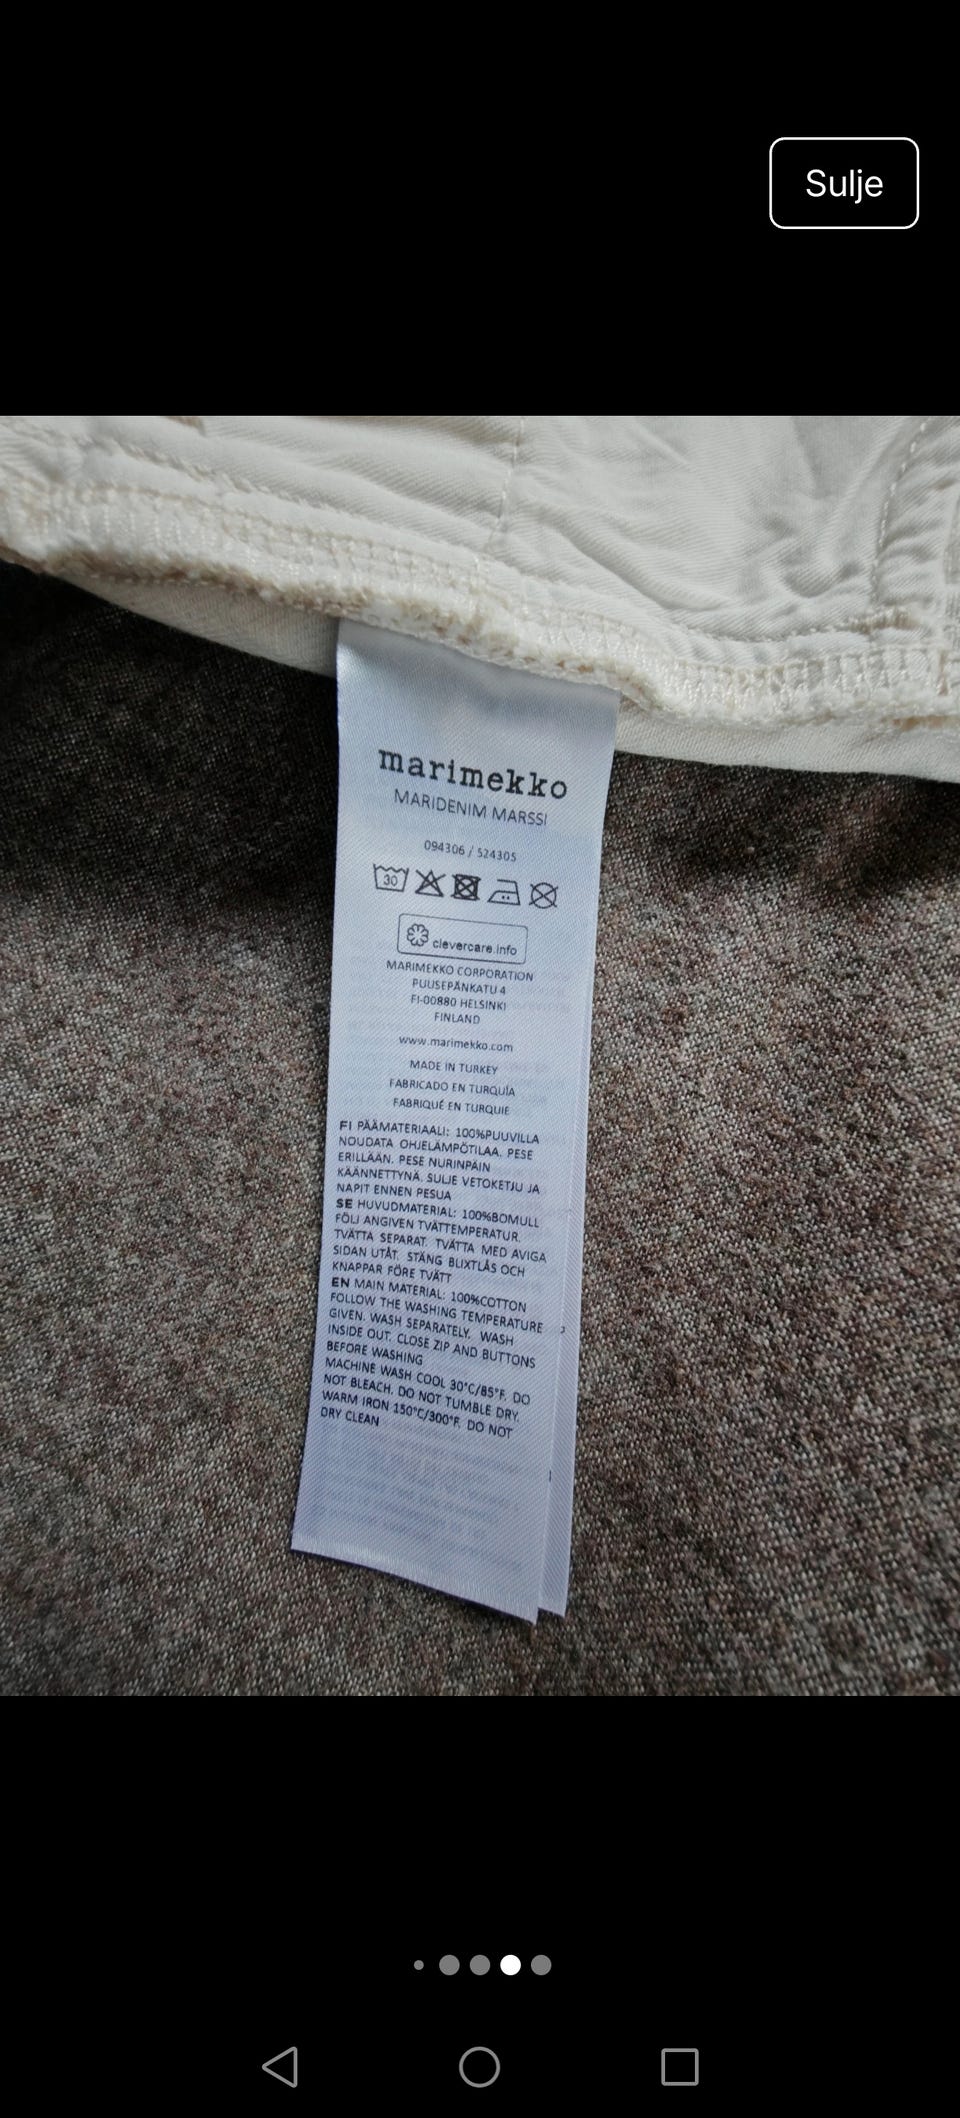 Sulje
marimekko
MARIDENIM MARSSI
094306 / 524305
30
clevercare.info
MARIMEKKO CORPORATION
PUUSEPÄNKATU 4
FI-00880 HELSINKI
FINLAND
www.marimekko.com
MADE IN TURKEY
FABRICADO EN TURQUÍA
FABRIQUÉ EN TURQUIE
FI PÄÄMATERIAALI: 100%PUUVILLA
NOUDATA OHJELÄMPÖTILAA. PESE
ERILLÄÄN. PESE NURINPÄIN
KÄÄNNETTYNÄ. SULJE VETOKETJU JA
NAPIT ENNEN PESUA
SE HUVUDMATERIAL: 100%BOMULL
FÖLJ ANGIVEN TVÄTTEMPERATUR.
TVÄTTA SEPARAT. TVÄTTA MED AVIGA
SIDAN UTÅT. STÄNG BLIXTLÅS OCH
KNAPPAR FÖRE TVÄTT
EN MAIN MATERIAL: 100%COTTON
FOLLOW THE WASHING TEMPERATURE
GIVEN. WASH SEPARATELY. WASH
INSIDE OUT. CLOSE ZIP AND BUTTONS
BEFORE WASHING
MACHINE WASH COOL 30°C/85°F. DO
NOT BLEACH. DO NOT TUMBLE DRY.
WARM IRON 150°C/300°F. DO NOT
DRY CLEAN